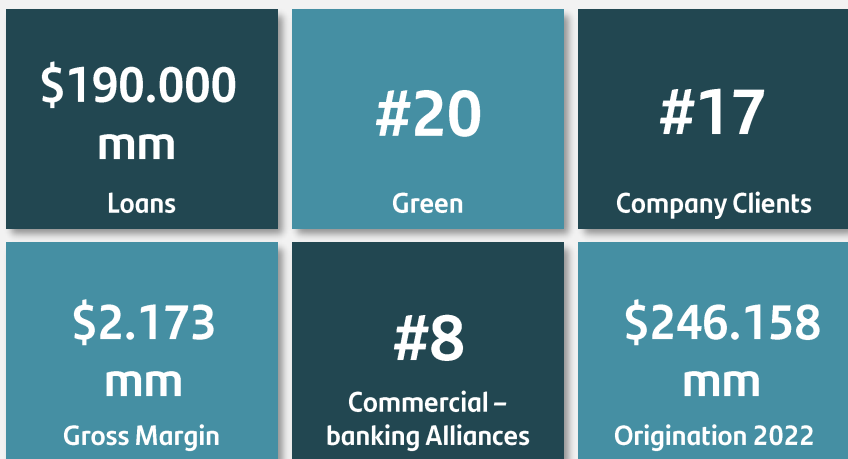 $190.000
mm
Loans
#20
Green
#17
Company Clients
$2.173
mm
Gross Margin
#8
Commercial –
banking Alliances
$246.158
mm
Origination 2022